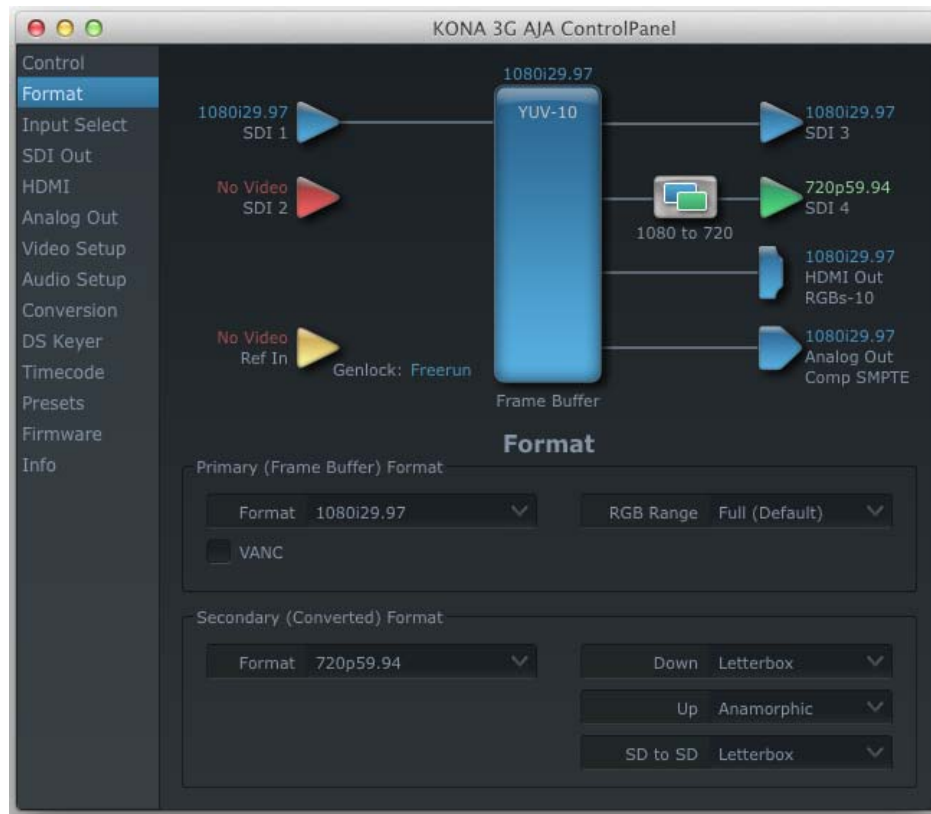 KONA 3G AJA ControlPanel
Control
Format
Input Select
SDI Out
HDMI
Analog Out
Video Setup
Audio Setup
Conversion
DS Keyer
Timecode
Presets
Firmware
Info
1080i29.97
YUV-10
1080i29.97
SDI 1
No Video
SDI 2
No Video
Ref In
Genlock: Freerun
Frame Buffer
1080i29.97
SDI 3
720p59.94
SDI 4
1080 to 720
1080i29.97
HDMI Out
RGBs-10
1080i29.97
Analog Out
Comp SMPTE
Format
Primary (Frame Buffer) Format
Format 1080i29.97
RGB Range Full (Default)
VANC
Secondary (Converted) Format
Format 720p59.94
Down Letterbox
Up Anamorphic
SD to SD Letterbox